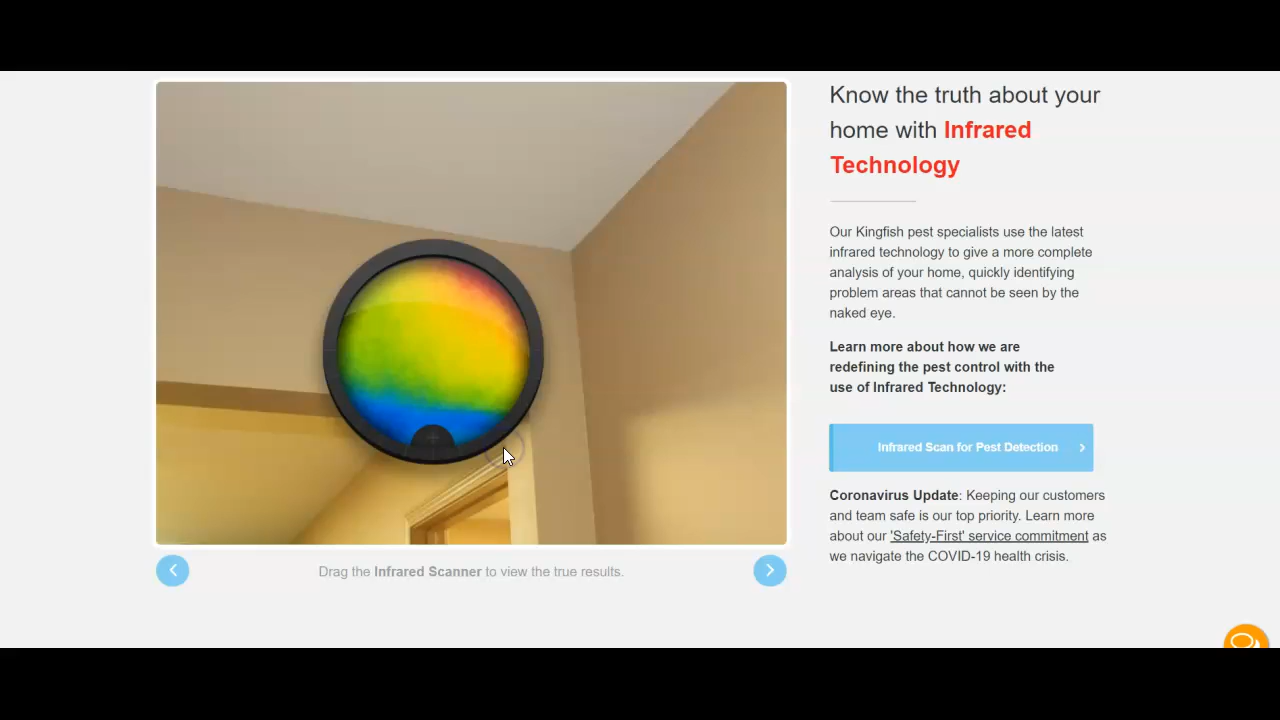 Know the truth about your
home with Infrared
Technology
Our Kingfish pest specialists use the latest
infrared technology to give a more complete
analysis of your home, quickly identifying
problem areas that cannot be seen by the
naked eye.
Learn more about how we are
redefining the pest control with the
use of Infrared Technology:
Infrared Scan for Pest Detection
Coronavirus Update: Keeping our customers
and team safe is our top priority. Learn more
about our 'Safety-First' service commitment as
we navigate the COVID-19 health crisis.
Drag the Infrared Scanner to view the true results.